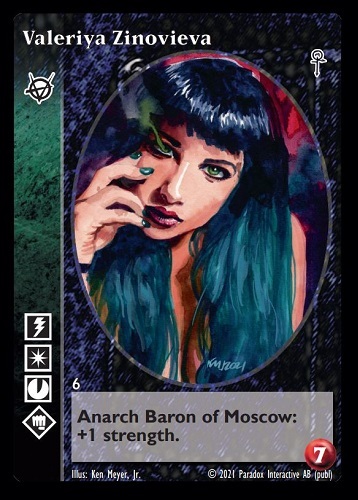 Valeriya Zinovieva
KMJ2021
6
Anarch Baron of Moscow:
+1 strength.
7
Illus: Ken Meyer, Jr. © 2021 Paradox Interactive AB (publ)